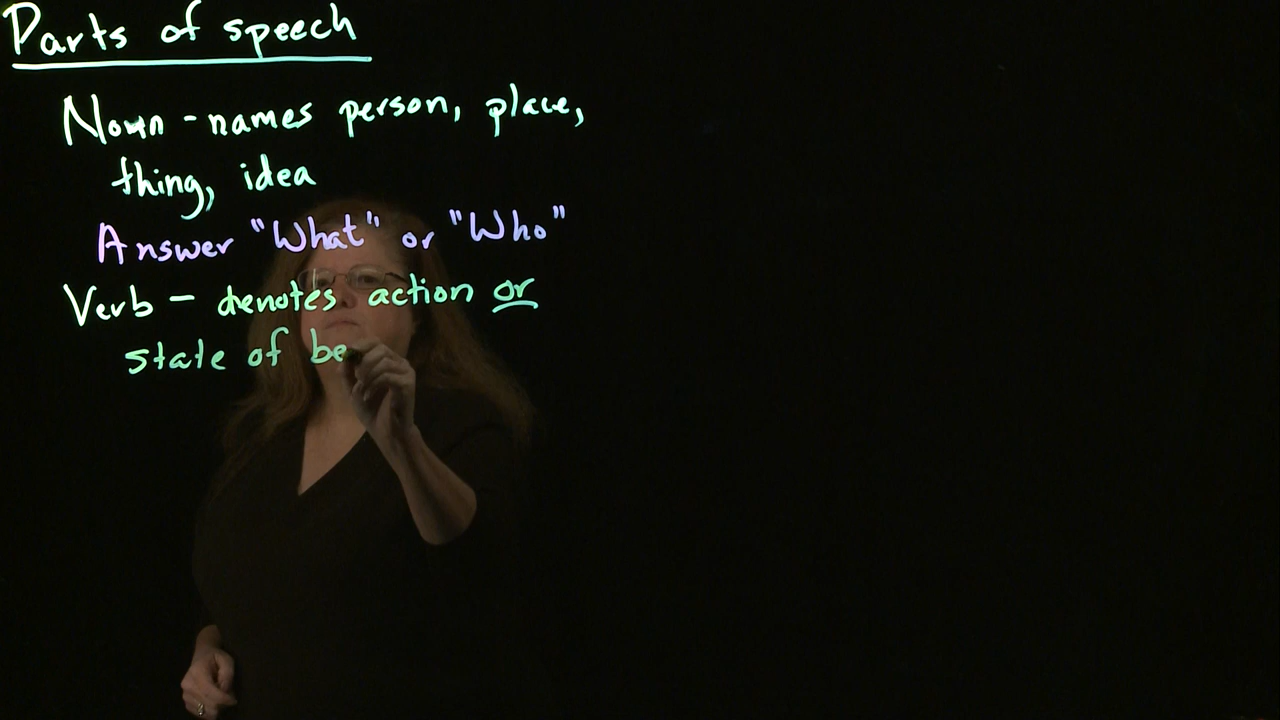 Parts of speech
Noun - names person, place,
thing, idea
Answer "What" or "Who"
Verb - denotes action or
state of be